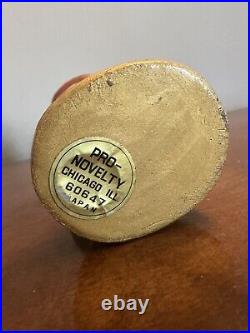 PRO-
NOVELTY
CHICAGO ILL
60647
JAPAN